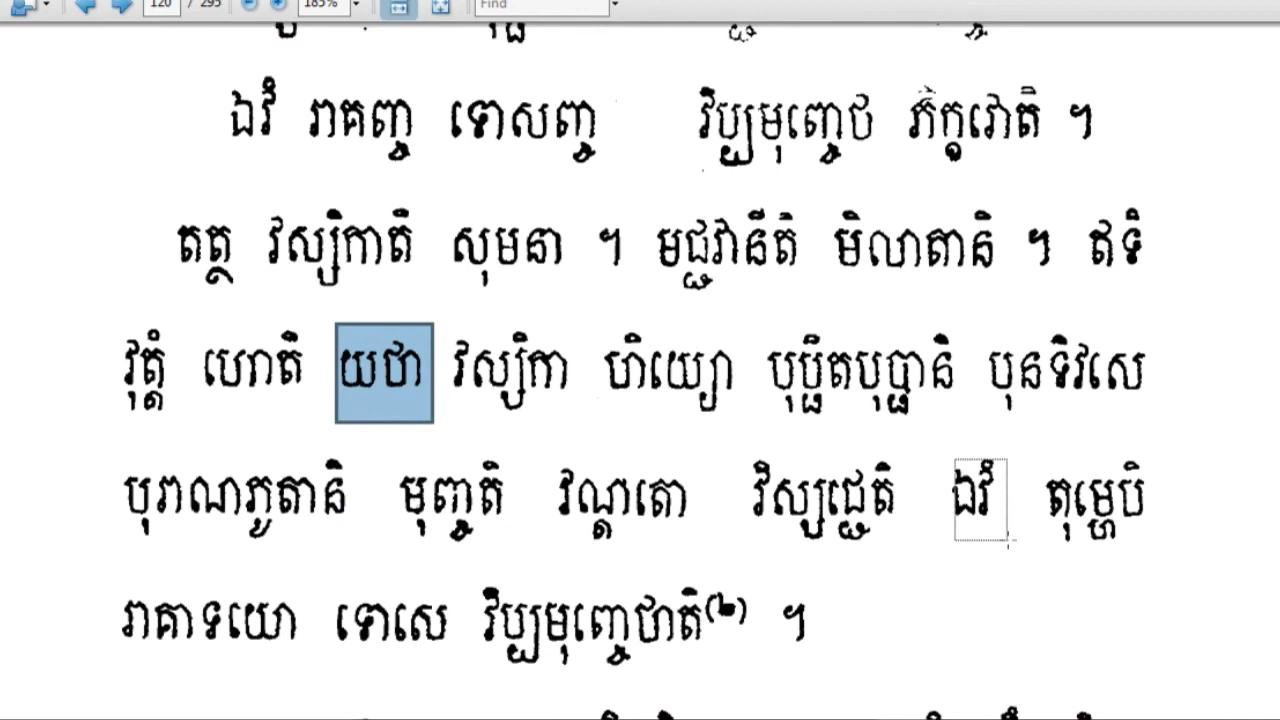 120 / 295 185% Find
ឯវំ រាគញ្ច ទោសញ្ច វិប្បមុញ្ចេថ ភិក្ខវោតិ ។
តត្ថ វស្សិកាតិ សុមនា ។ មជ្ជវានីតិ មិលាតានិ ។ ឥទំ
វុត្តំ ហោតិ យថា វស្សិកា ហិយ្យោ បុប្ផិតបុប្ផានិ បុនទិវសេ
បុរាណភូតានិ មុញ្ចតិ វណ្ដតោ វិស្សជ្ជេតិ ឯវំ តុម្ហេបិ
រាគាទយោ ទោសេ វិប្បមុញ្ចេថាតិ(២) ។